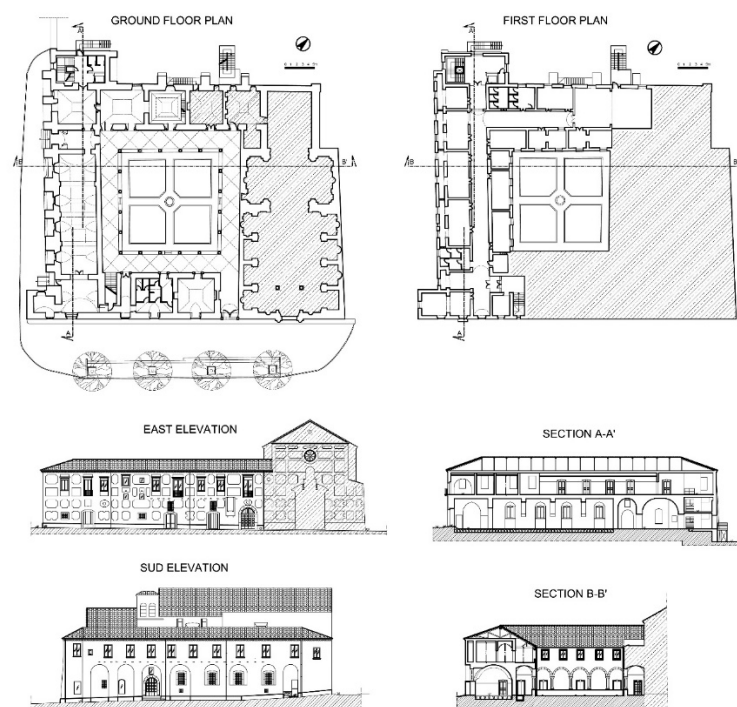 GROUND FLOOR PLAN
FIRST FLOOR PLAN
B
B'
B
B
A
A
EAST ELEVATION
SECTION A-A'
SUD ELEVATION
SECTION B-B'